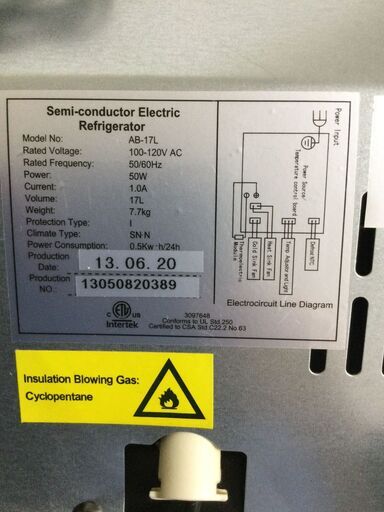 Semi-conductor Electric
Refrigerator
Model No: AB-17L
Rated Voltage: 100-120V AC
Rated Frequency: 50/60Hz
Power: 50W
Current: 1.0A
Volume: 17L
Weight: 7.7kg
Protection Type: I
Climate Type: SN-N
Power Consumption: 0.5Kw·h/24h
Production
Date: 13.06.20
Production
NO.: 13050820389
C US
Intertek
3097648
Conforms to UL Std.250
Certified to CSA Std.C22.2 No 63
Power Input
Power Source/
Temperature control board
Thermoelectric
Module
Cold Sink Fan
Heat Sink Fan
Temp Adjustor and Light
Defrost NTC
Electrocircuit Line Diagram
Insulation Blowing Gas:
Cyclopentane